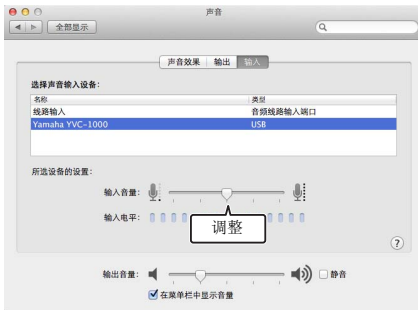 声音
全部显示
声音效果 输出 输入
选择声音输入设备：
名称 类型
线路输入 音频线路输入端口
Yamaha YVC-1000 USB
所选设备的设置：
输入音量：
输入电平：
调整
?
输出音量： 静音
在菜单栏中显示音量